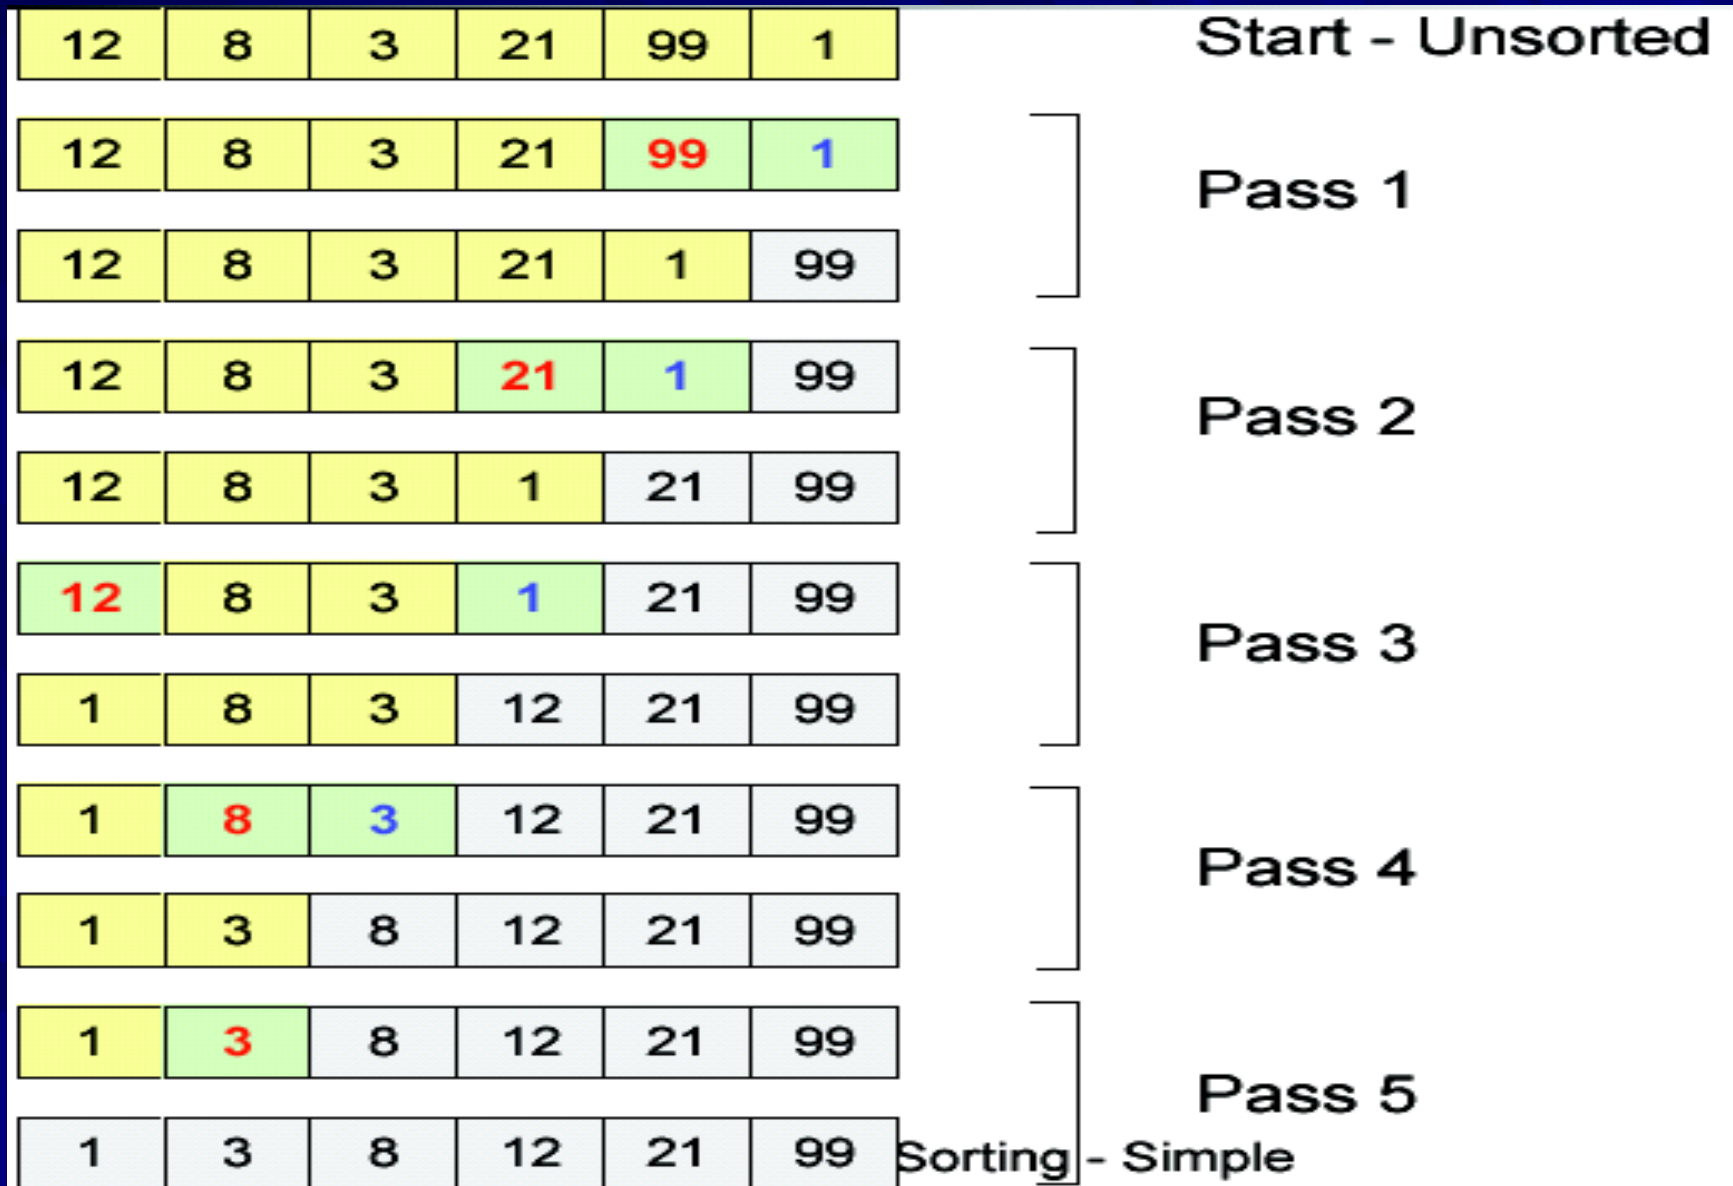 12 8 3 21 99 1 Start - Unsorted
12 8 3 21 99 1
Pass 1
12 8 3 21 1 99
12 8 3 21 1 99
Pass 2
12 8 3 1 21 99
12 8 3 1 21 99
Pass 3
1 8 3 12 21 99
1 8 3 12 21 99
Pass 4
1 3 8 12 21 99
1 3 8 12 21 99
Pass 5
1 3 8 12 21 99 Sorting - Simple